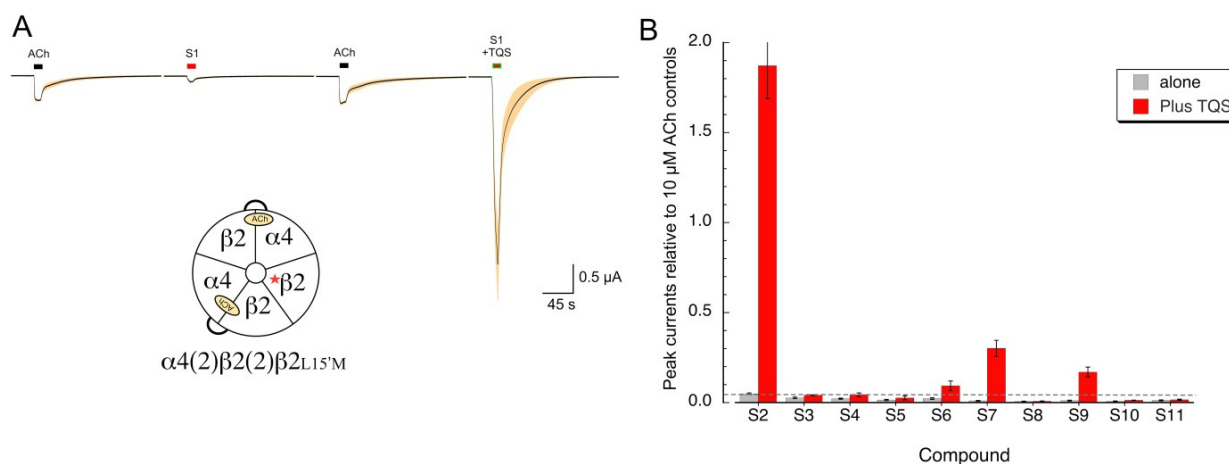 A
ACh
S1
ACh
S1
+TQS
β2
ACh
α4
α4
ACh
β2
β2
α4(2)β2(2)β2L15'M
0.5 µA
45 s
B
Peak currents relative to 10 µM ACh controls
2.0
1.5
1.0
0.5
0.0
S2 S3 S4 S5 S6 S7 S8 S9 S10 S11
Compound
alone
Plus TQS